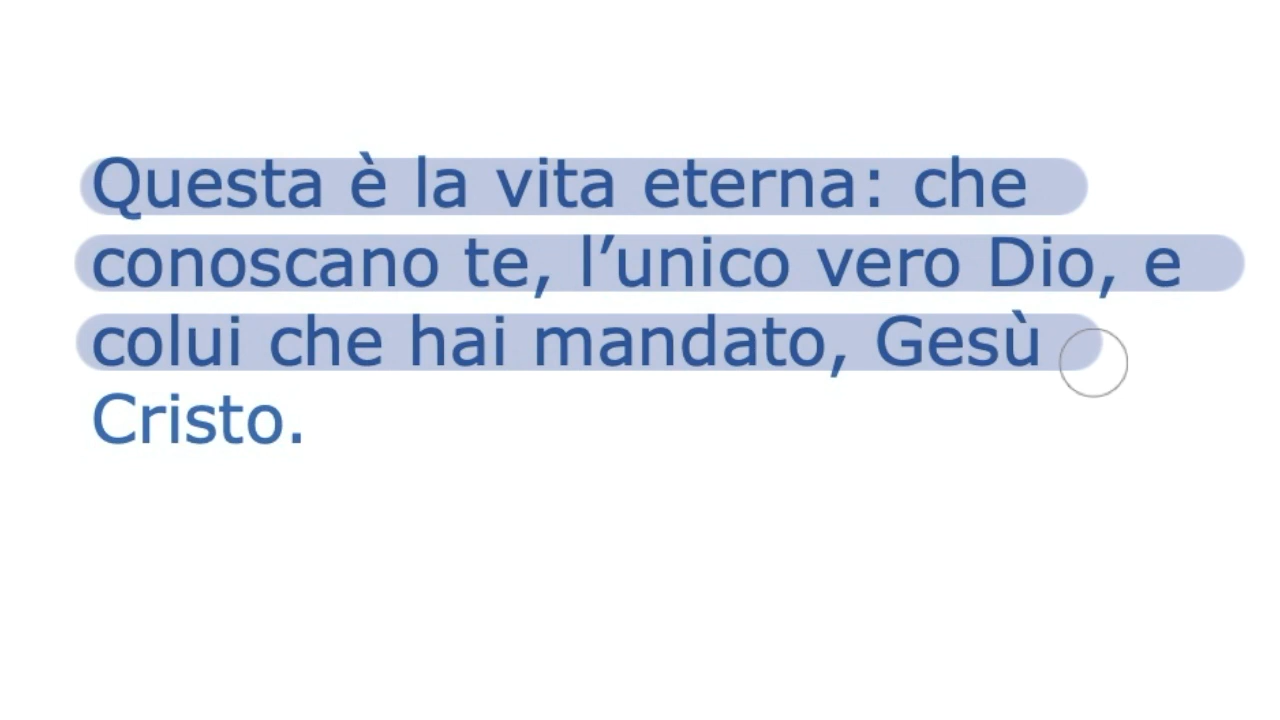 Questa è la vita eterna: che
conoscano te, l’unico vero Dio, e
colui che hai mandato, Gesù
Cristo.